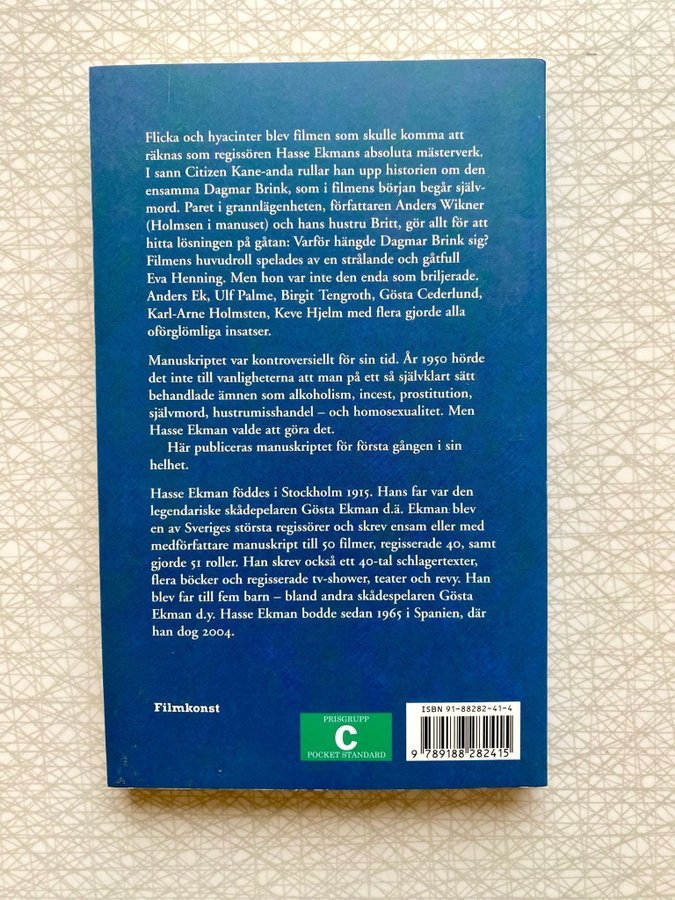 Flicka och hyacinter blev filmen som skulle komma att
räknas som regissören Hasse Ekmans absoluta mästerverk.
I sann Citizen Kane-anda rullar han upp historien om den
ensamma Dagmar Brink, som i filmens början begår själv-
mord. Paret i grannlägenheten, författaren Anders Wikner
(Holmsen i manuset) och hans hustru Britt, gör allt för att
hitta lösningen på gåtan: Varför hängde Dagmar Brink sig?
Filmens huvudroll spelades av en strålande och gåtfull
Eva Henning. Men hon var inte den enda som briljerade.
Anders Ek, Ulf Palme, Birgit Tengroth, Gösta Cederlund,
Karl-Arne Holmsten, Keve Hjelm med flera gjorde alla
oförglömliga insatser.
Manuskriptet var kontroversiellt för sin tid. År 1950 hörde
det inte till vanligheterna att man på ett så självklart sätt
behandlade ämnen som alkoholism, incest, prostitution,
självmord, hustrumisshandel – och homosexualitet. Men
Hasse Ekman valde att göra det.
Här publiceras manuskriptet för första gången i sin
helhet.
Hasse Ekman föddes i Stockholm 1915. Hans far var den
legendariske skådepelaren Gösta Ekman d.ä. Ekman blev
en av Sveriges största regissörer och skrev ensam eller med
medförfattare manuskript till 50 filmer, regisserade 40, samt
gjorde 51 roller. Han skrev också ett 40-tal schlagertexter,
flera böcker och regisserade tv-shower, teater och revy. Han
blev far till fem barn – bland andra skådespelaren Gösta
Ekman d.y. Hasse Ekman bodde sedan 1965 i Spanien, där
han dog 2004.
Filmkonst
PRISGRUPP
C
POCKET STANDARD
ISBN 91-88282-41-4
9 789188 282415